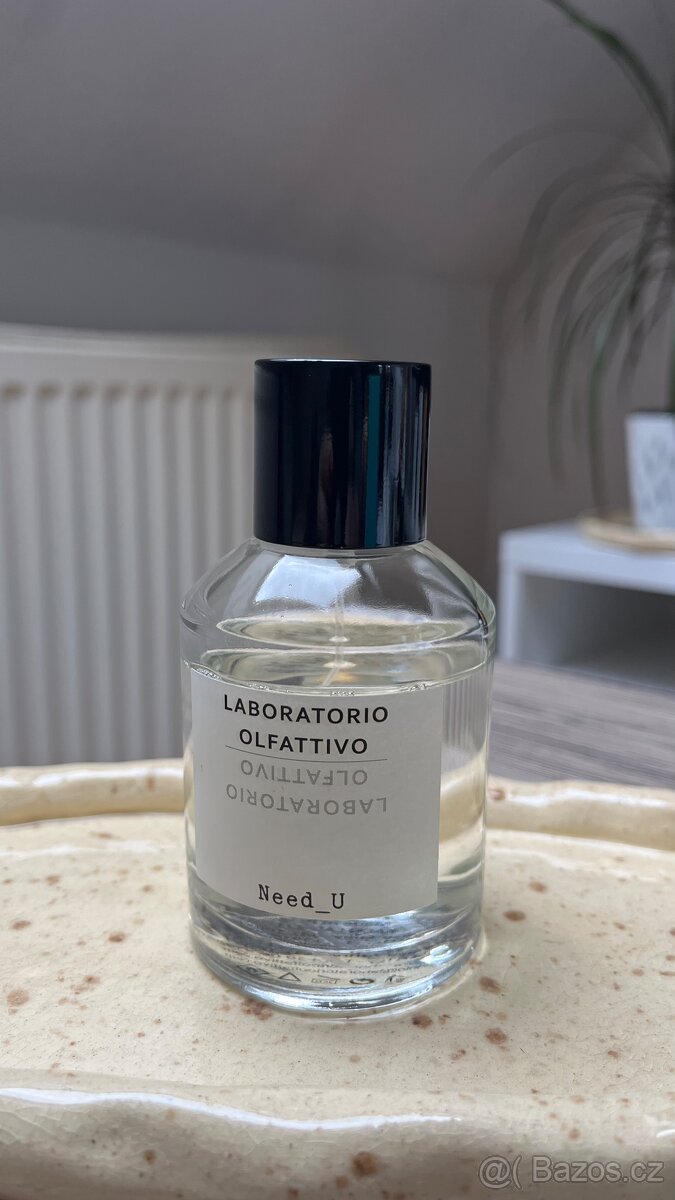 LABORATORIO
OLFATTIVO
OLFATTIVO
LABORATORIO
Need_U
@( Bazos.cz